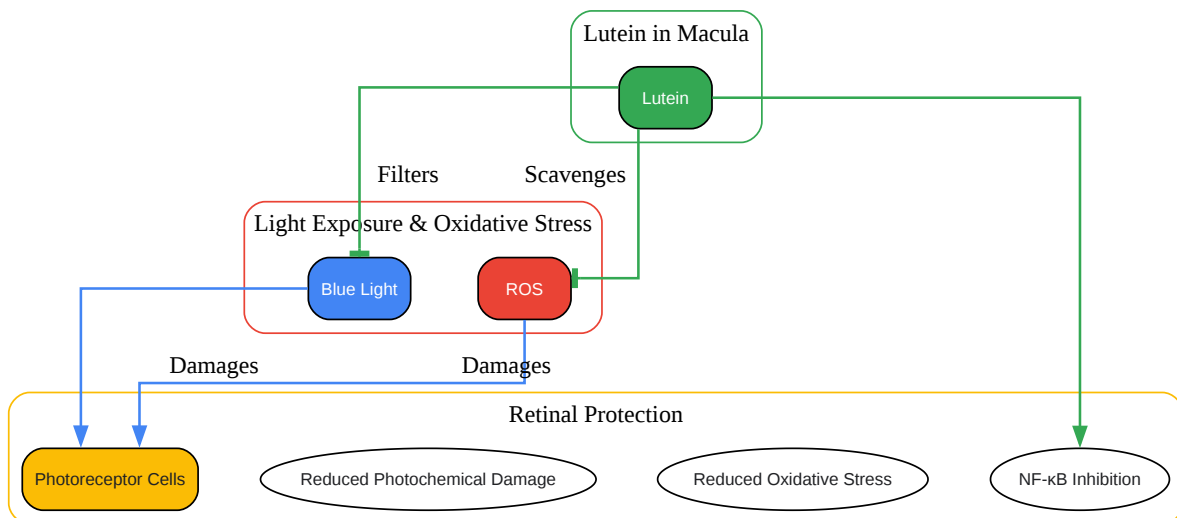 Lutein in Macula
Lutein
Filters
Scavenges
Light Exposure & Oxidative Stress
Blue Light
ROS
Damages
Damages
Retinal Protection
Photoreceptor Cells
Reduced Photochemical Damage
Reduced Oxidative Stress
NF-κB Inhibition